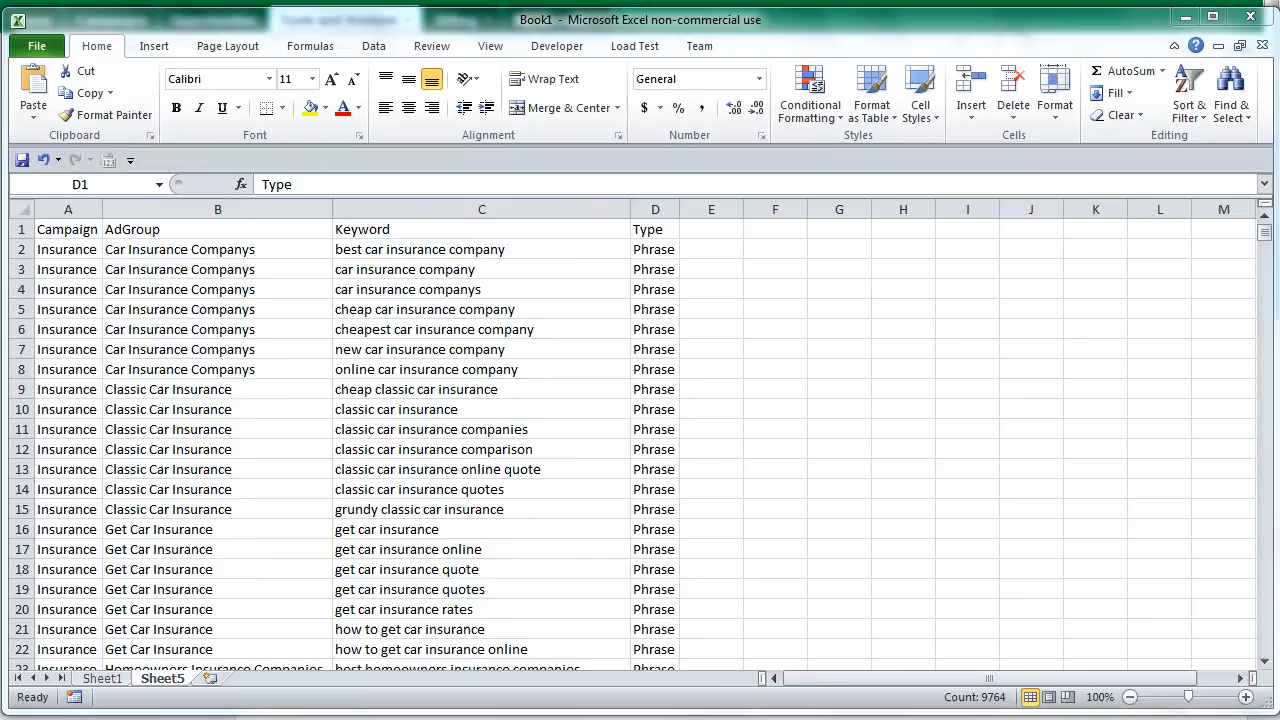 Book1 - Microsoft Excel non-commercial use
File Home Insert Page Layout Formulas Data Review View Developer Load Test Team
Cut
Copy
Format Painter
Paste
Clipboard
Calibri 11
B I U A
Font
Wrap Text
Merge & Center
Alignment
General
$ % ,
Number
Conditional Formatting
Format as Table
Cell Styles
Styles
Insert Delete Format
Cells
AutoSum
Fill
Clear
Sort & Filter
Find & Select
Editing
D1 fx Type
A B C D E F G H I J K L M
1 Campaign AdGroup Keyword Type
2 Insurance Car Insurance Companys best car insurance company Phrase
3 Insurance Car Insurance Companys car insurance company Phrase
4 Insurance Car Insurance Companys car insurance companys Phrase
5 Insurance Car Insurance Companys cheap car insurance company Phrase
6 Insurance Car Insurance Companys cheapest car insurance company Phrase
7 Insurance Car Insurance Companys new car insurance company Phrase
8 Insurance Car Insurance Companys online car insurance company Phrase
9 Insurance Classic Car Insurance cheap classic car insurance Phrase
10 Insurance Classic Car Insurance classic car insurance Phrase
11 Insurance Classic Car Insurance classic car insurance companies Phrase
12 Insurance Classic Car Insurance classic car insurance comparison Phrase
13 Insurance Classic Car Insurance classic car insurance online quote Phrase
14 Insurance Classic Car Insurance classic car insurance quotes Phrase
15 Insurance Classic Car Insurance grundy classic car insurance Phrase
16 Insurance Get Car Insurance get car insurance Phrase
17 Insurance Get Car Insurance get car insurance online Phrase
18 Insurance Get Car Insurance get car insurance quote Phrase
19 Insurance Get Car Insurance get car insurance quotes Phrase
20 Insurance Get Car Insurance get car insurance rates Phrase
21 Insurance Get Car Insurance how to get car insurance Phrase
22 Insurance Get Car Insurance how to get car insurance online Phrase
23 Insurance Homeowners Insurance Companies best homeowners insurance companies Phrase
Sheet1 Sheet5
Ready Count: 9764 100%